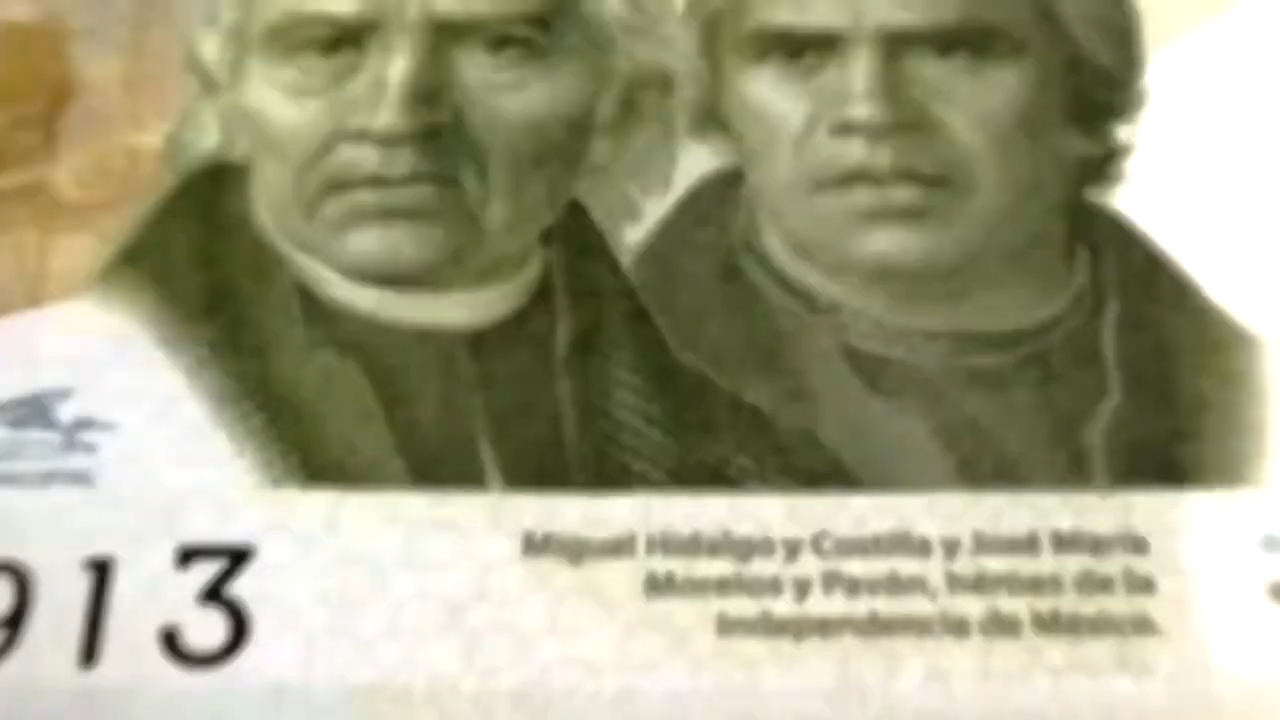 913
Miguel Hidalgo y Costilla y José María
Morelos y Pavón, héroes de la
Independencia de México.